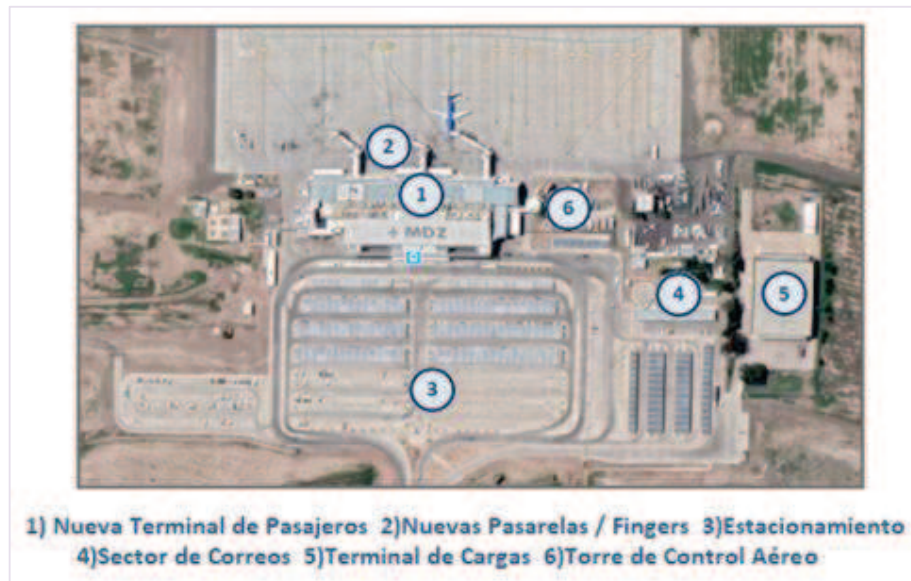 2
1
6
+ MDZ
4
5
3
1) Nueva Terminal de Pasajeros 2)Nuevas Pasarelas / Fingers 3)Estacionamiento
4)Sector de Correos 5)Terminal de Cargas 6)Torre de Control Aéreo